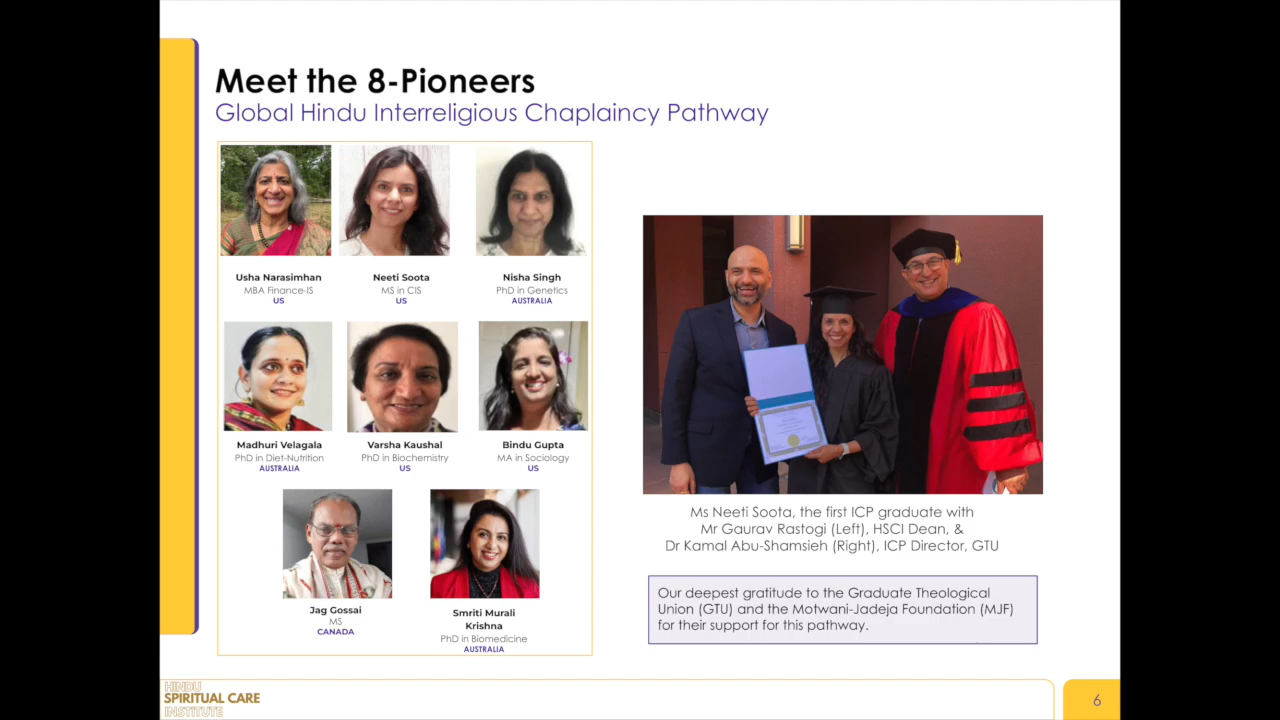 Meet the 8-Pioneers
Global Hindu Interreligious Chaplaincy Pathway
Usha Narasimhan
MBA Finance-IS
US
Neeti Soota
MS in CIS
US
Nisha Singh
PhD in Genetics
AUSTRALIA
Madhuri Velagala
PhD in Diet-Nutrition
AUSTRALIA
Varsha Kaushal
PhD in Biochemistry
US
Bindu Gupta
MA in Sociology
US
Jag Gossai
MS
CANADA
Smriti Murali
Krishna
PhD in Biomedicine
AUSTRALIA
Ms Neeti Soota, the first ICP graduate with
Mr Gaurav Rastogi (Left), HSCI Dean, &
Dr Kamal Abu-Shamsieh (Right), ICP Director, GTU
Our deepest gratitude to the Graduate Theological
Union (GTU) and the Motwani-Jadeja Foundation (MJF)
for their support for this pathway.
HINDU
SPIRITUAL CARE
INSTITUTE
6